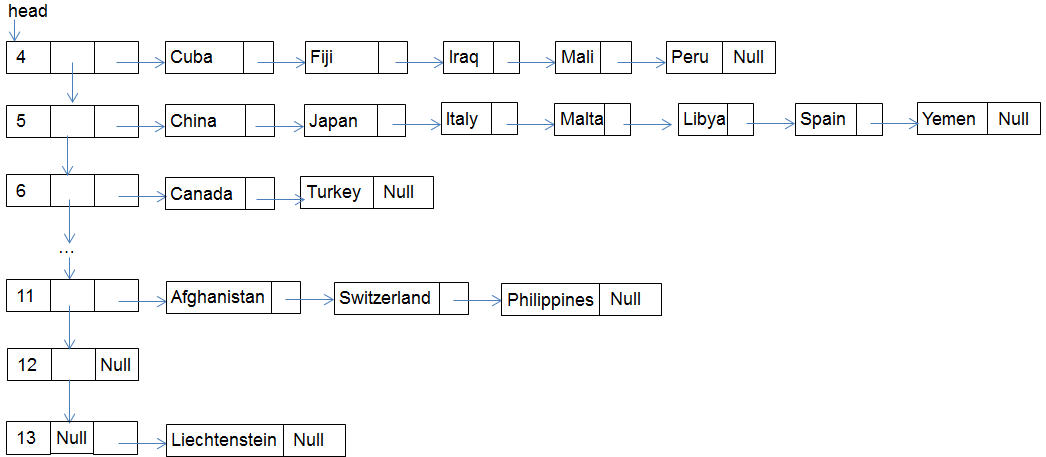 head
4 Cuba Fiji Iraq Mali Peru Null
5 China Japan Italy Malta Libya Spain Yemen Null
6 Canada Turkey Null
...
11 Afghanistan Switzerland Philippines Null
12 Null
13 Null Liechtenstein Null